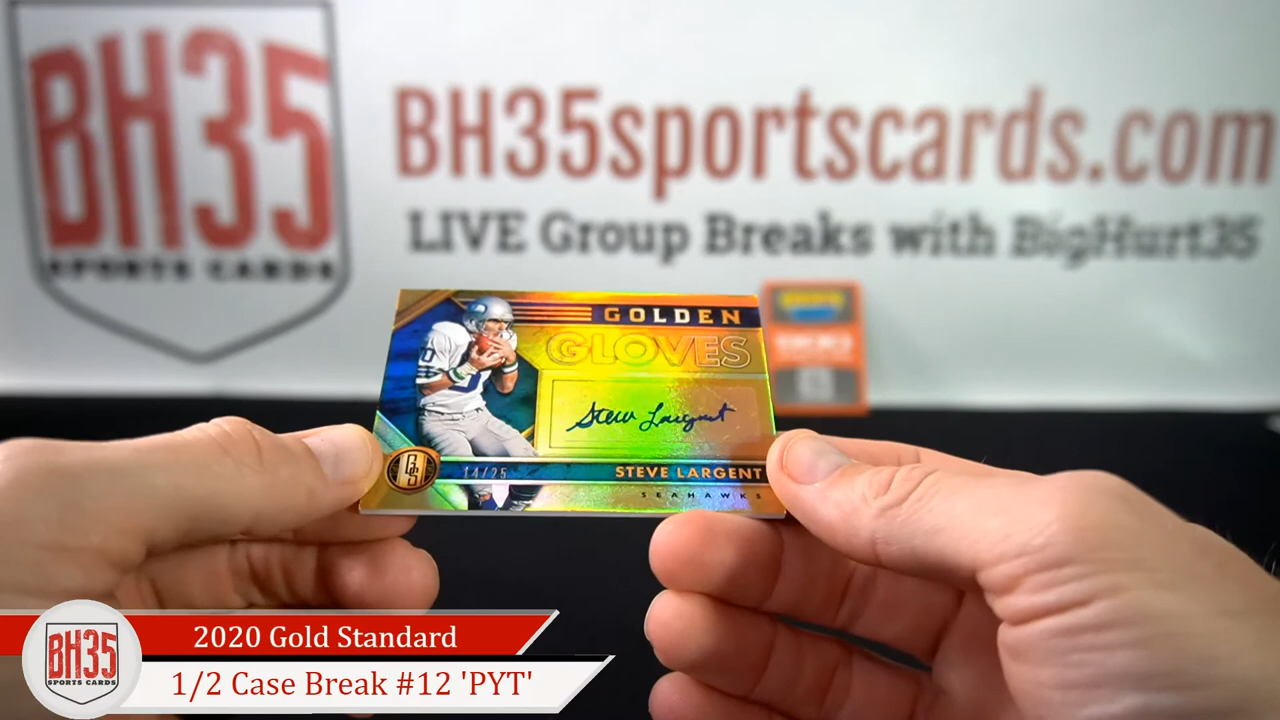 BH35
SPORTS CARDS
BH35sportscards.com
LIVE Group Breaks with BigHurt35
GOLDEN
GLOVES
Steve Largent
GS
14/25
STEVE LARGENT
SEAHAWKS
BH35
SPORTS CARDS
2020 Gold Standard
1/2 Case Break #12 'PYT'